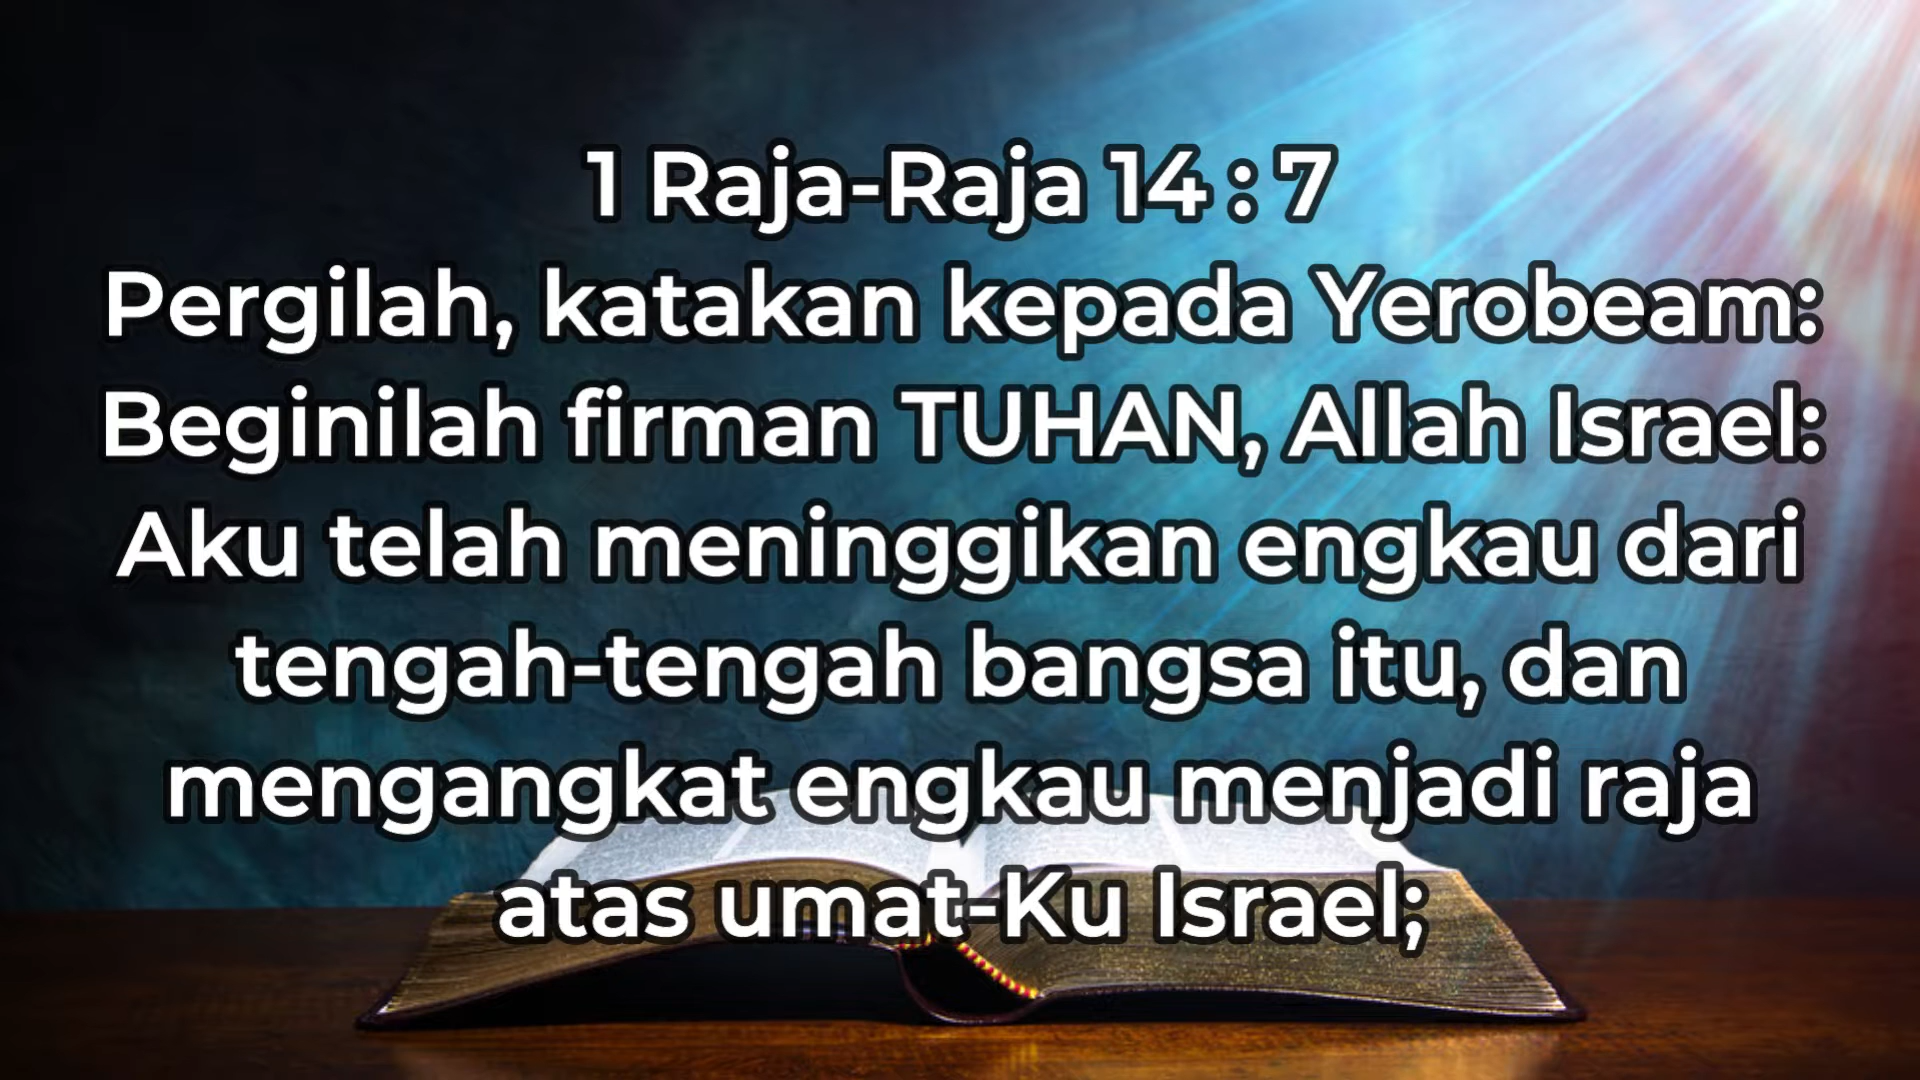 1 Raja-Raja 14 : 7
Pergilah, katakan kepada Yerobeam:
Beginilah firman TUHAN, Allah Israel:
Aku telah meninggikan engkau dari
tengah-tengah bangsa itu, dan
mengangkat engkau menjadi raja
atas umat-Ku Israel;